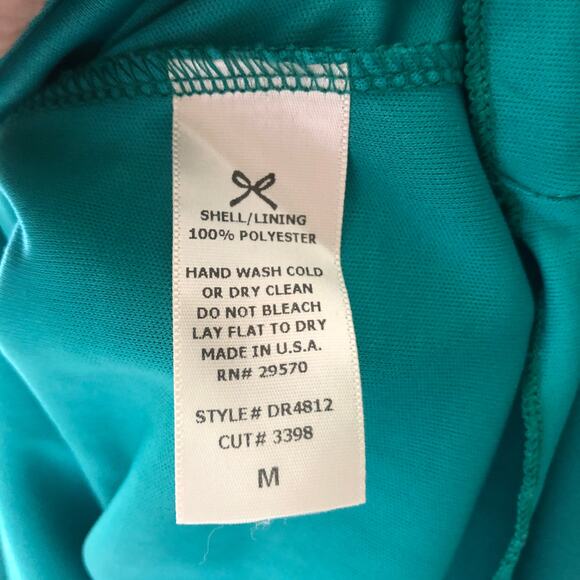 SHELL/LINING
100% POLYESTER
HAND WASH COLD
OR DRY CLEAN
DO NOT BLEACH
LAY FLAT TO DRY
MADE IN U.S.A.
RN# 29570
STYLE# DR4812
CUT# 3398
M